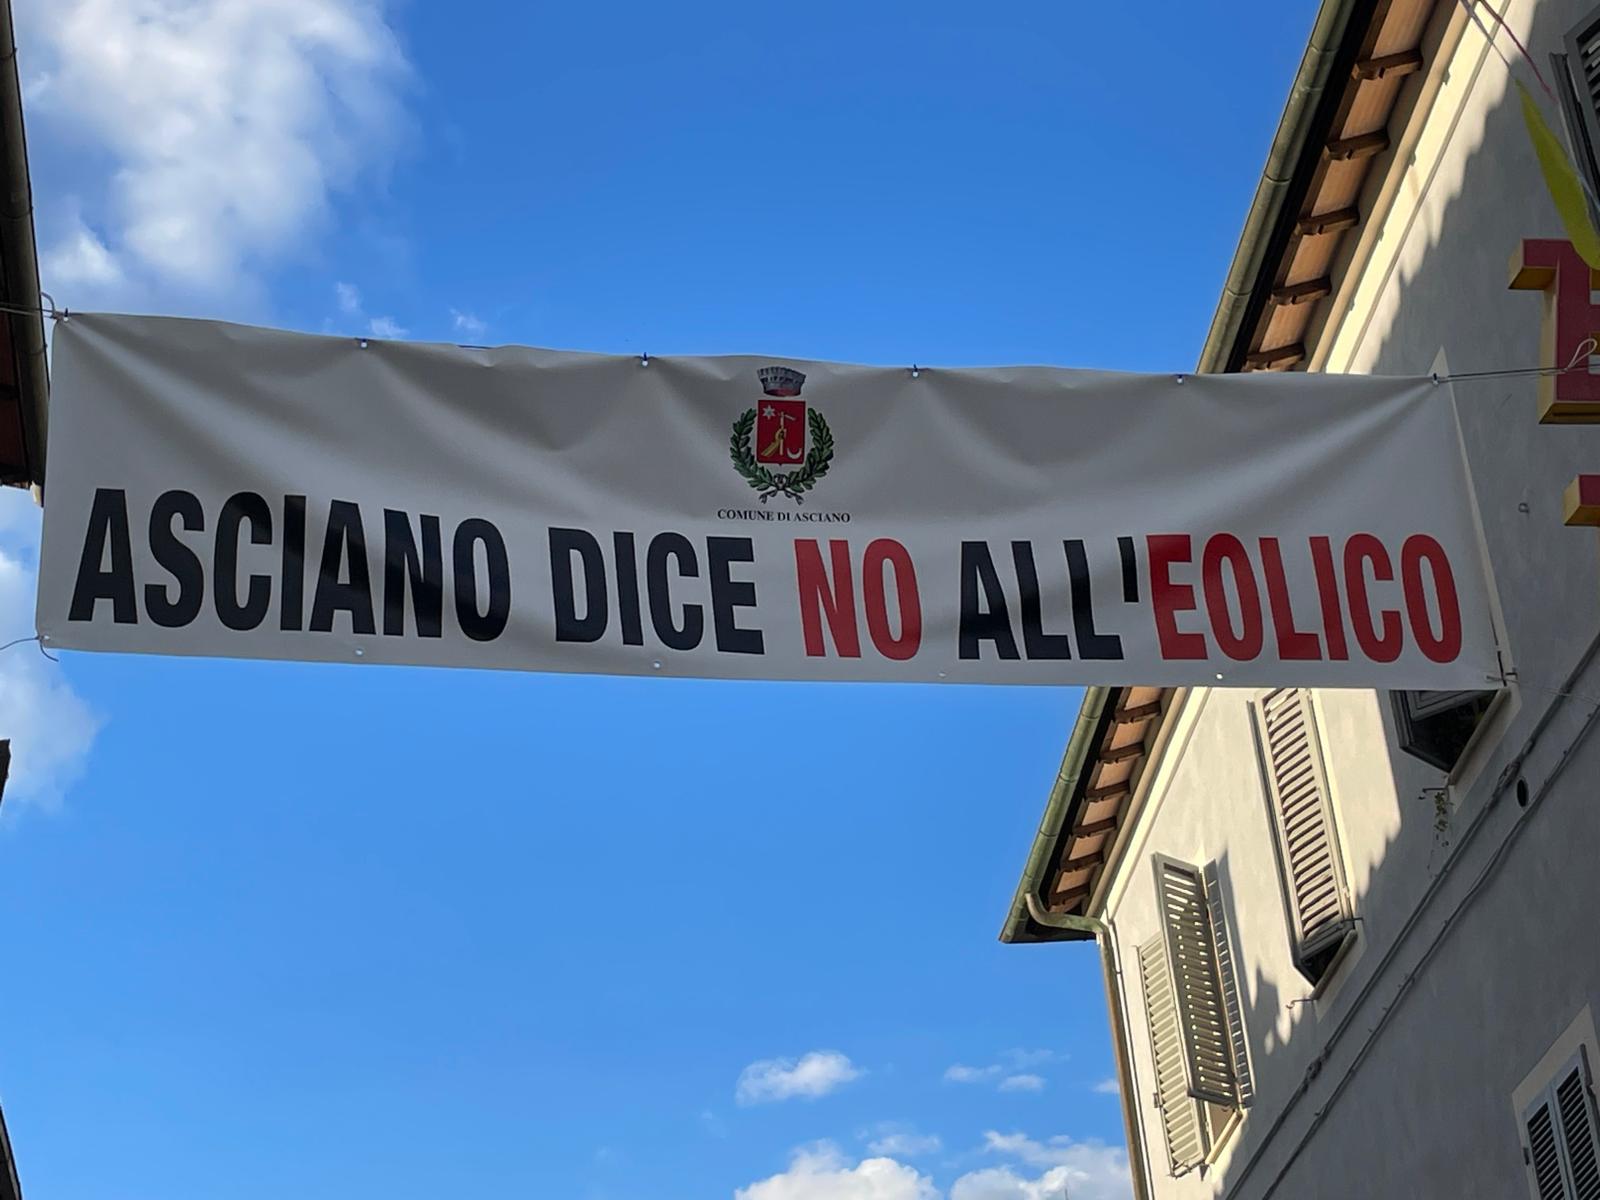 COMUNE DI ASCIANO
ASCIANO DICE NO ALL'EOLICO